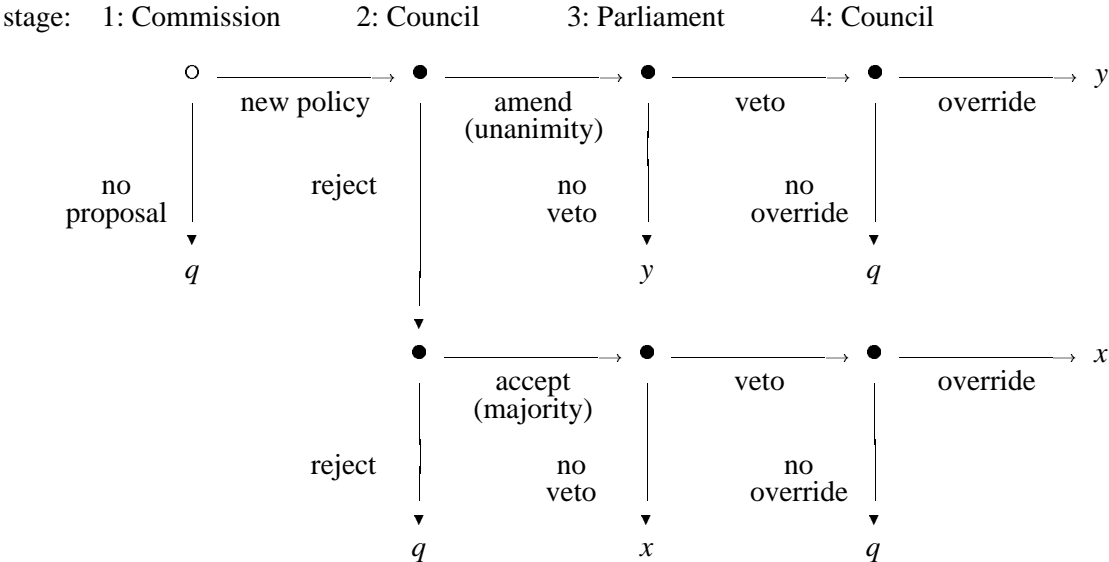 stage: 1: Commission 2: Council 3: Parliament 4: Council
new policy amend veto override y
(unanimity)
reject
no no no
proposal veto override
q y q
accept veto override x
(majority)
reject no no
veto override
q x q